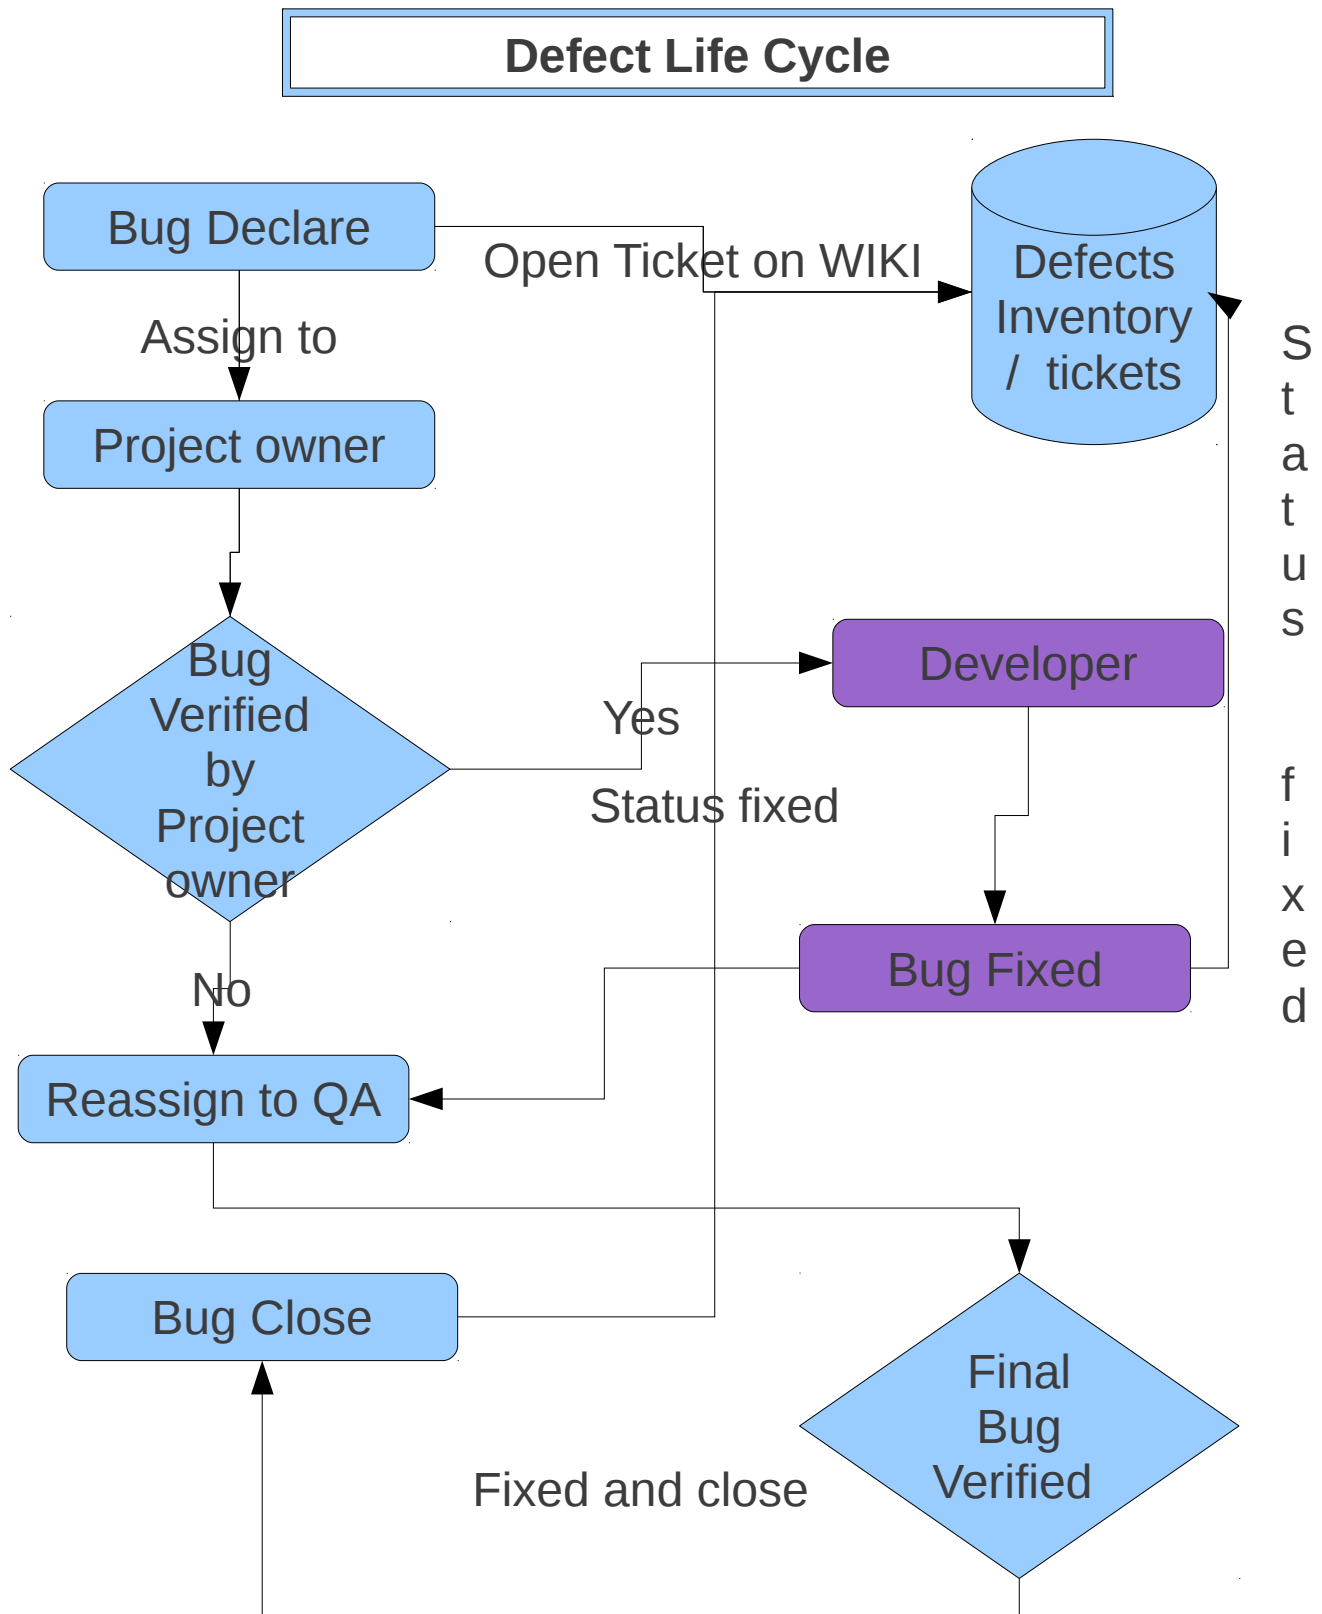 Defect Life Cycle
Bug Declare
Open Ticket on WIKI
Defects
Inventory
/  tickets
Assign to
Project owner
Bug
Verified
by
Project
owner
Yes
Developer
Status fixed
Status fixed
Bug Fixed
No
Reassign to QA
Bug Close
Final
Bug
Verified
Fixed and close